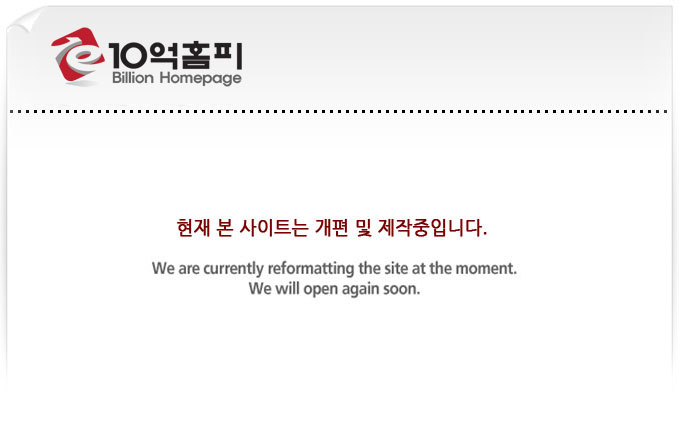 10억홈피
Billion Homepage
현재 본 사이트는 개편 및 제작중입니다.
We are currently reformatting the site at the moment.
We will open again soon.